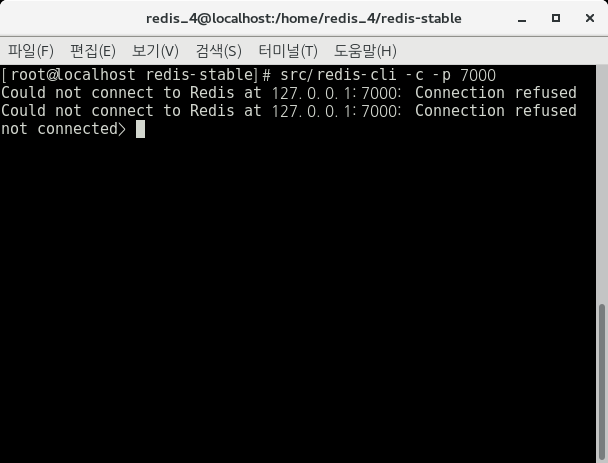 redis_4@localhost:/home/redis_4/redis-stable
파일(F) 편집(E) 보기(V) 검색(S) 터미널(T) 도움말(H)
[root@localhost redis-stable]# src/redis-cli -c -p 7000
Could not connect to Redis at 127.0.0.1:7000: Connection refused
Could not connect to Redis at 127.0.0.1:7000: Connection refused
not connected>